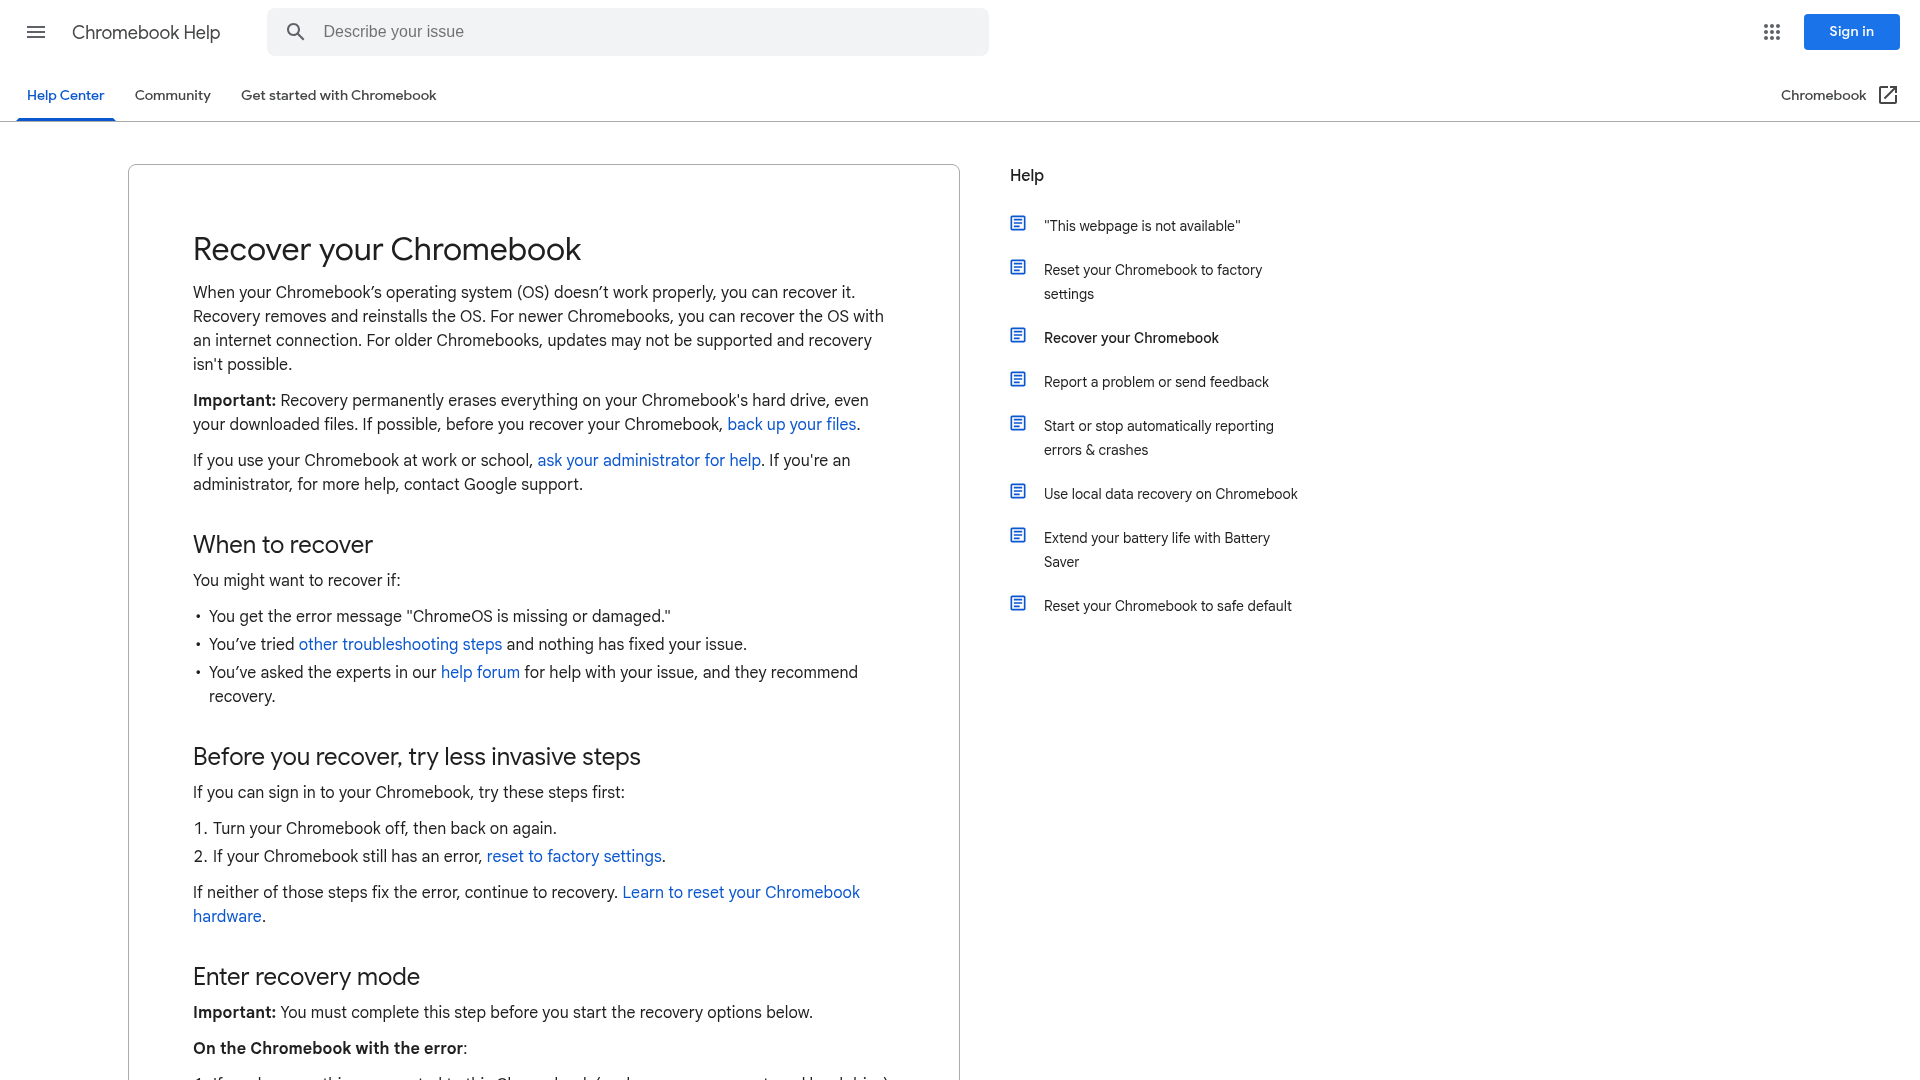 Chromebook Help
Describe your issue
Sign in
Help Center
Community
Get started with Chromebook
Chromebook
Recover your Chromebook
When your Chromebook’s operating system (OS) doesn’t work properly, you can recover it.
Recovery removes and reinstalls the OS. For newer Chromebooks, you can recover the OS with
an internet connection. For older Chromebooks, updates may not be supported and recovery
isn't possible.
Important: Recovery permanently erases everything on your Chromebook's hard drive, even
your downloaded files. If possible, before you recover your Chromebook, back up your files.
If you use your Chromebook at work or school, ask your administrator for help. If you're an
administrator, for more help, contact Google support.
When to recover
You might want to recover if:
• You get the error message "ChromeOS is missing or damaged."
• You’ve tried other troubleshooting steps and nothing has fixed your issue.
• You’ve asked the experts in our help forum for help with your issue, and they recommend
recovery.
Before you recover, try less invasive steps
If you can sign in to your Chromebook, try these steps first:
1. Turn your Chromebook off, then back on again.
2. If your Chromebook still has an error, reset to factory settings.
If neither of those steps fix the error, continue to recovery. Learn to reset your Chromebook
hardware.
Enter recovery mode
Important: You must complete this step before you start the recovery options below.
On the Chromebook with the error:
Help
"This webpage is not available"
Reset your Chromebook to factory
settings
Recover your Chromebook
Report a problem or send feedback
Start or stop automatically reporting
errors & crashes
Use local data recovery on Chromebook
Extend your battery life with Battery
Saver
Reset your Chromebook to safe default